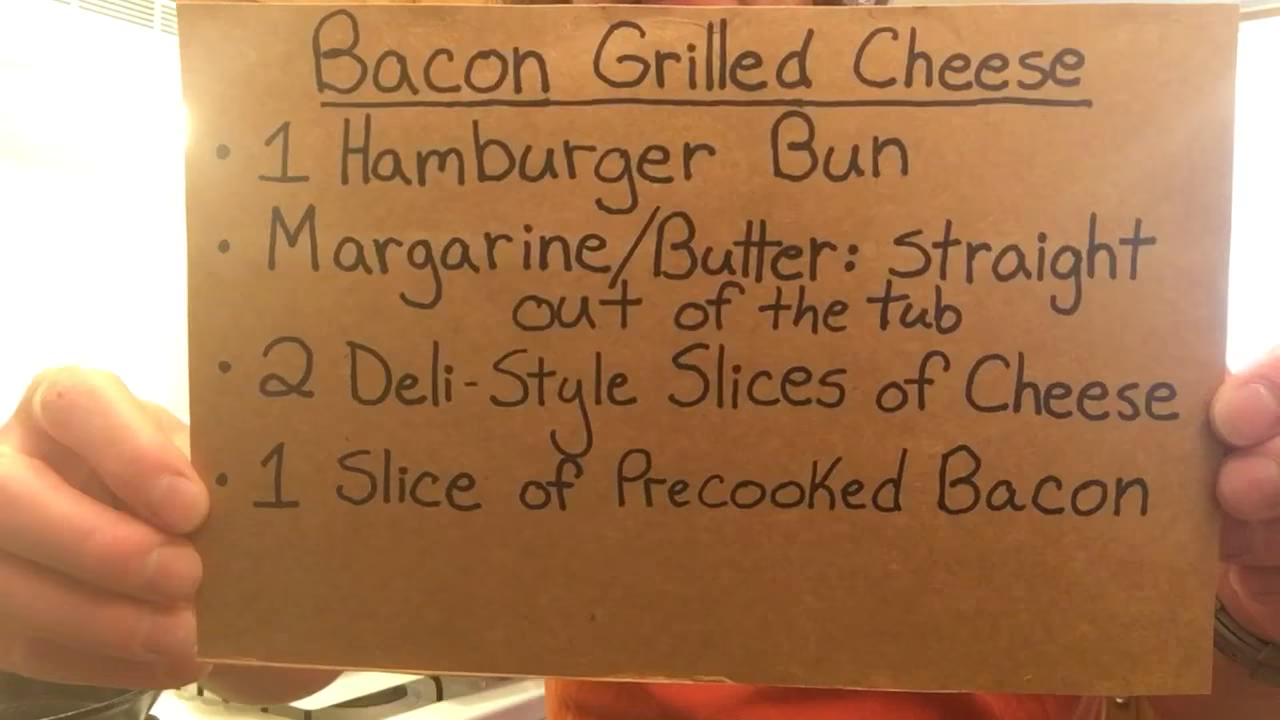 Bacon Grilled Cheese
• 1 Hamburger Bun
• Margarine/Butter: Straight
out of the tub
• 2 Deli-Style Slices of Cheese
• 1 Slice of Precooked Bacon